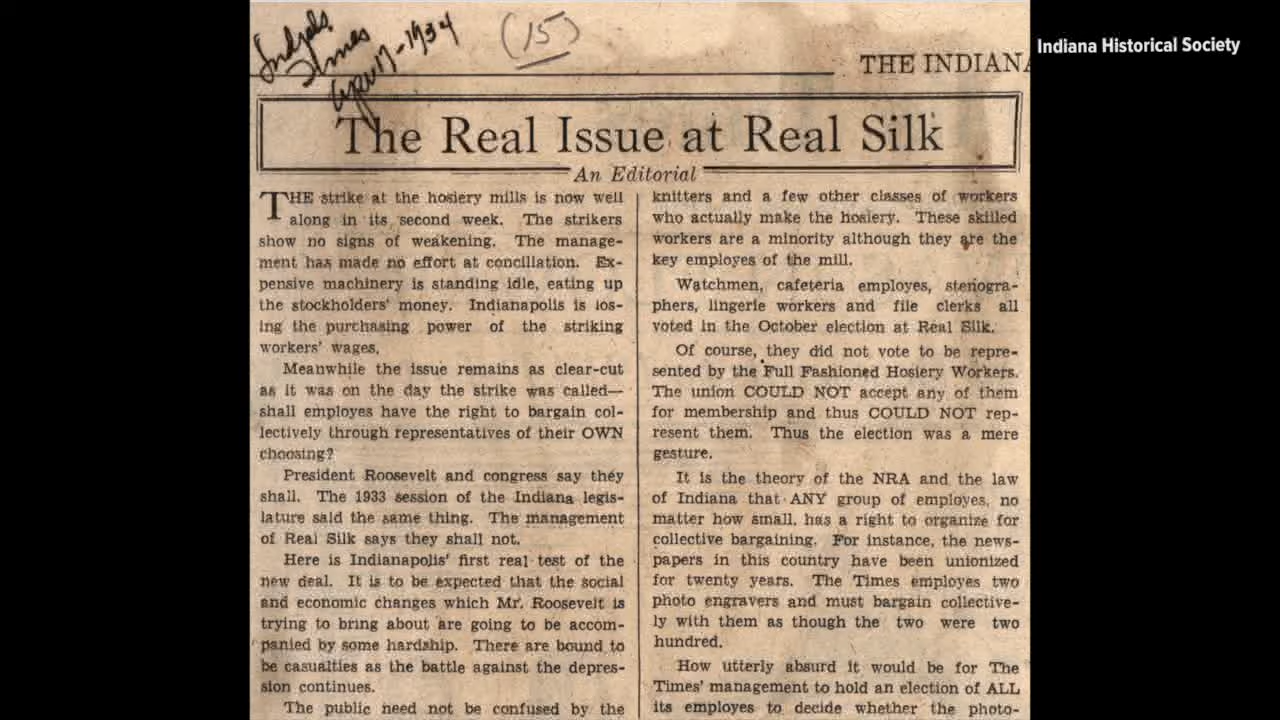 Indpls.
Times
Apr 17-1934
(15)
Indiana Historical Society
THE INDIANA
The Real Issue at Real Silk
An Editorial
THE strike at the hosiery mills is now well
along in its second week. The strikers
show no signs of weakening. The manage-
ment has made no effort at conciliation. Ex-
pensive machinery is standing idle, eating up
the stockholders' money. Indianapolis is los-
ing the purchasing power of the striking
workers' wages.
Meanwhile the issue remains as clear-cut
as it was on the day the strike was called—
shall employes have the right to bargain col-
lectively through representatives of their OWN
choosing?
President Roosevelt and congress say they
shall. The 1933 session of the Indiana legis-
lature said the same thing. The management
of Real Silk says they shall not.
Here is Indianapolis' first real test of the
new deal. It is to be expected that the social
and economic changes which Mr. Roosevelt is
trying to bring about are going to be accom-
panied by some hardship. There are bound to
be casualties as the battle against the depres-
sion continues.
The public need not be confused by the
knitters and a few other classes of workers
who actually make the hosiery. These skilled
workers are a minority although they are the
key employes of the mill.
Watchmen, cafeteria employes, stenogra-
phers, lingerie workers and file clerks all
voted in the October election at Real Silk.
Of course, they did not vote to be repre-
sented by the Full Fashioned Hosiery Workers.
The union COULD NOT accept any of them
for membership and thus COULD NOT rep-
resent them. Thus the election was a mere
gesture.
It is the theory of the NRA and the law
of Indiana that ANY group of employes, no
matter how small, has a right to organize for
collective bargaining. For instance, the news-
papers in this country have been unionized
for twenty years. The Times employes two
photo engravers and must bargain collective-
ly with them as though the two were two
hundred.
How utterly absurd it would be for The
Times' management to hold an election of ALL
its employes to decide whether the photo-